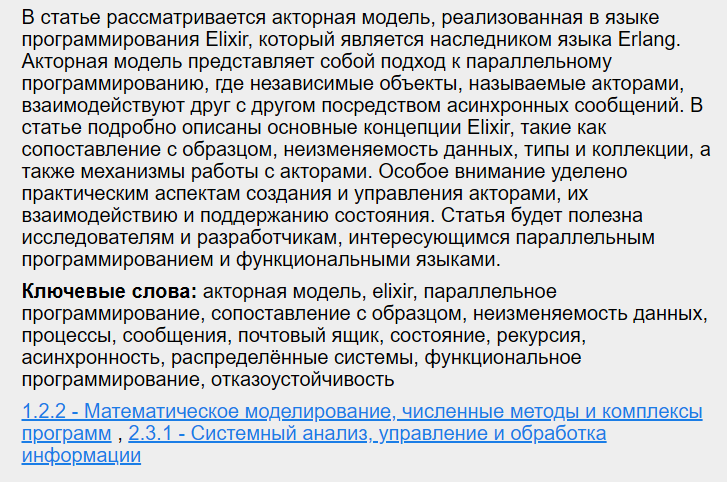 В статье рассматривается акторная модель, реализованная в языке
программирования Elixir, который является наследником языка Erlang.
Акторная модель представляет собой подход к параллельному
программированию, где независимые объекты, называемые акторами,
взаимодействуют друг с другом посредством асинхронных сообщений. В
статье подробно описаны основные концепции Elixir, такие как
сопоставление с образцом, неизменяемость данных, типы и коллекции, а
также механизмы работы с акторами. Особое внимание уделено
практическим аспектам создания и управления акторами, их
взаимодействию и поддержанию состояния. Статья будет полезна
исследователям и разработчикам, интересующимся параллельным
программированием и функциональными языками.
Ключевые слова: акторная модель, elixir, параллельное
программирование, сопоставление с образцом, неизменяемость данных,
процессы, сообщения, почтовый ящик, состояние, рекурсия,
асинхронность, распределённые системы, функциональное
программирование, отказоустойчивость
1.2.2 - Математическое моделирование, численные методы и комплексы
программ , 2.3.1 - Системный анализ, управление и обработка
информации